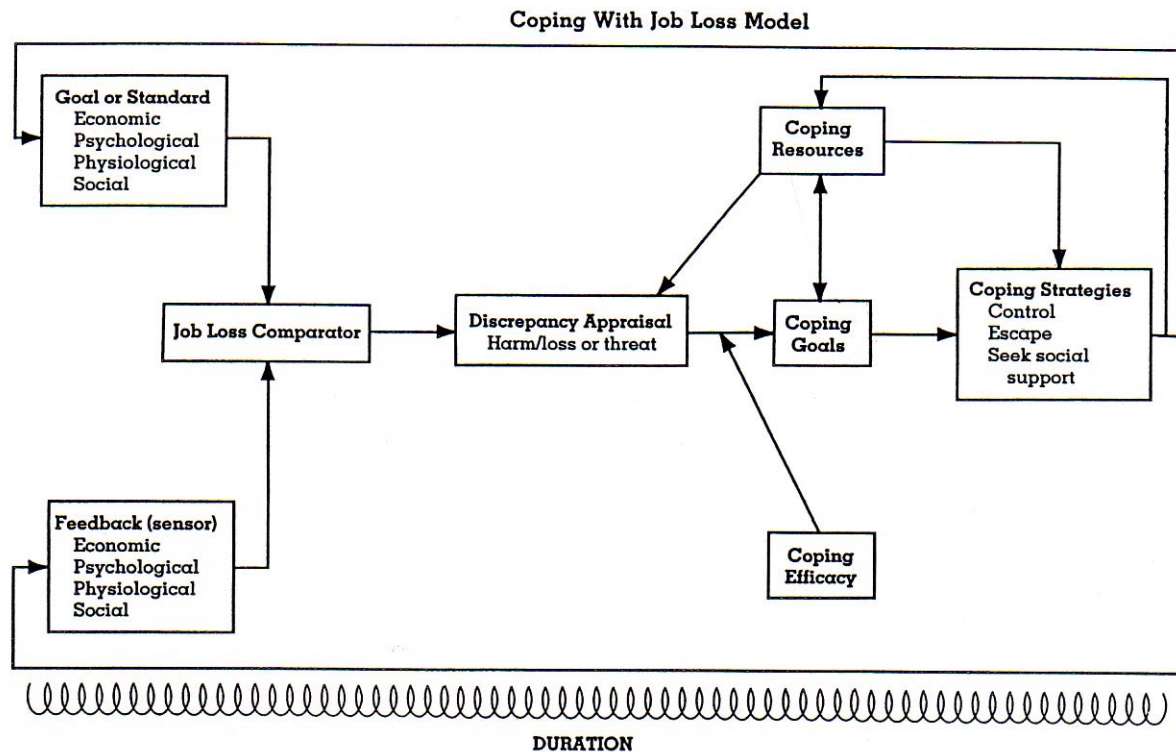 Coping With Job Loss Model
Goal or Standard
Economic
Psychological
Physiological
Social
Coping
Resources
Job Loss Comparator
Discrepancy Appraisal
Harm/loss or threat
Coping
Goals
Coping Strategies
Control
Escape
Seek social
support
Feedback (sensor)
Economic
Psychological
Physiological
Social
Coping
Efficacy
DURATION